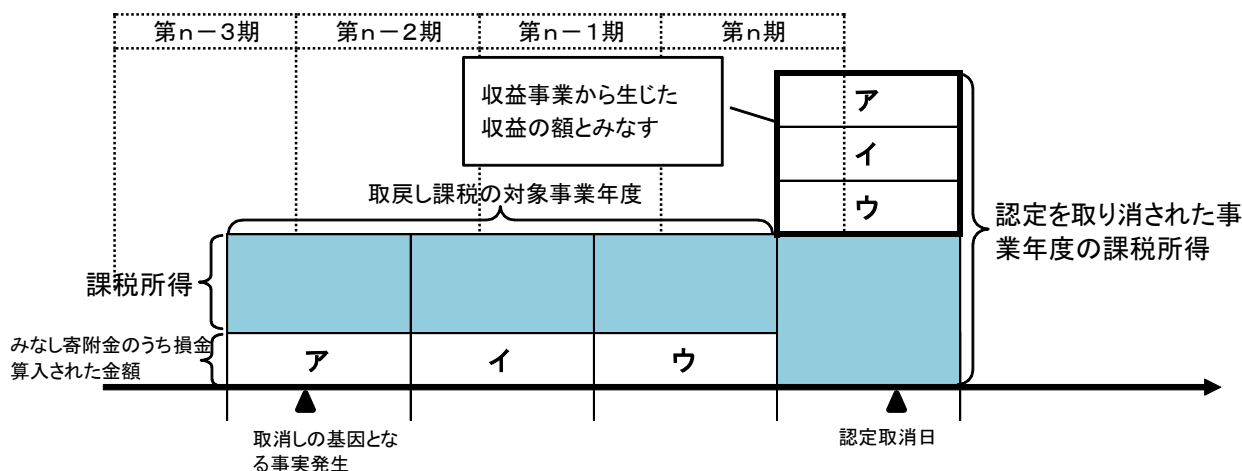 第n－3期
第n－2期
第n－1期
第n期
収益事業から生じた
収益の額とみなす
ア
イ
ウ
取戻し課税の対象事業年度
認定を取り消された事
業年度の課税所得
課税所得
みなし寄附金のうち損金
算入された金額
ア
イ
ウ
取消しの基因とな
る事実発生
認定取消日